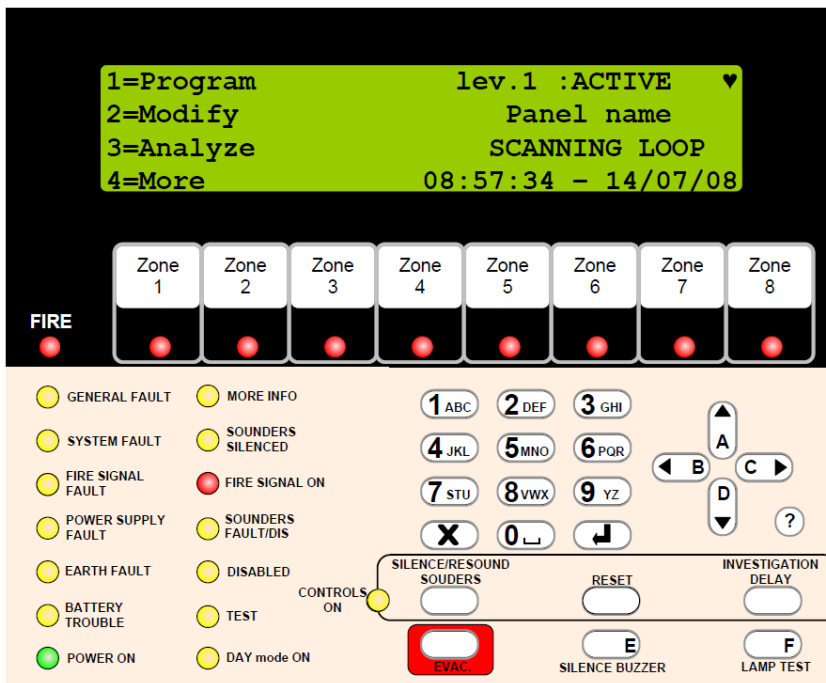 1=Program lev.1 :ACTIVE ♥
2=Modify Panel name
3=Analyze SCANNING LOOP
4=More 08:57:34 – 14/07/08
Zone 1
Zone 2
Zone 3
Zone 4
Zone 5
Zone 6
Zone 7
Zone 8
FIRE
GENERAL FAULT
SYSTEM FAULT
FIRE SIGNAL
FAULT
POWER SUPPLY
FAULT
EARTH FAULT
BATTERY
TROUBLE
POWER ON
MORE INFO
SOUNDERS
SILENCED
FIRE SIGNAL ON
SOUNDERS
FAULT/DIS
DISABLED
TEST
DAY mode ON
1 ABC 2 DEF 3 GHI
4 JKL 5 MNO 6 PQR
7 STU 8 VWX 9 YZ
X 0
A
B C
D
?
CONTROLS
ON
SILENCE/RESOUND
SOUDERS
RESET
INVESTIGATION
DELAY
EVAC.
E
SILENCE BUZZER
F
LAMP TEST